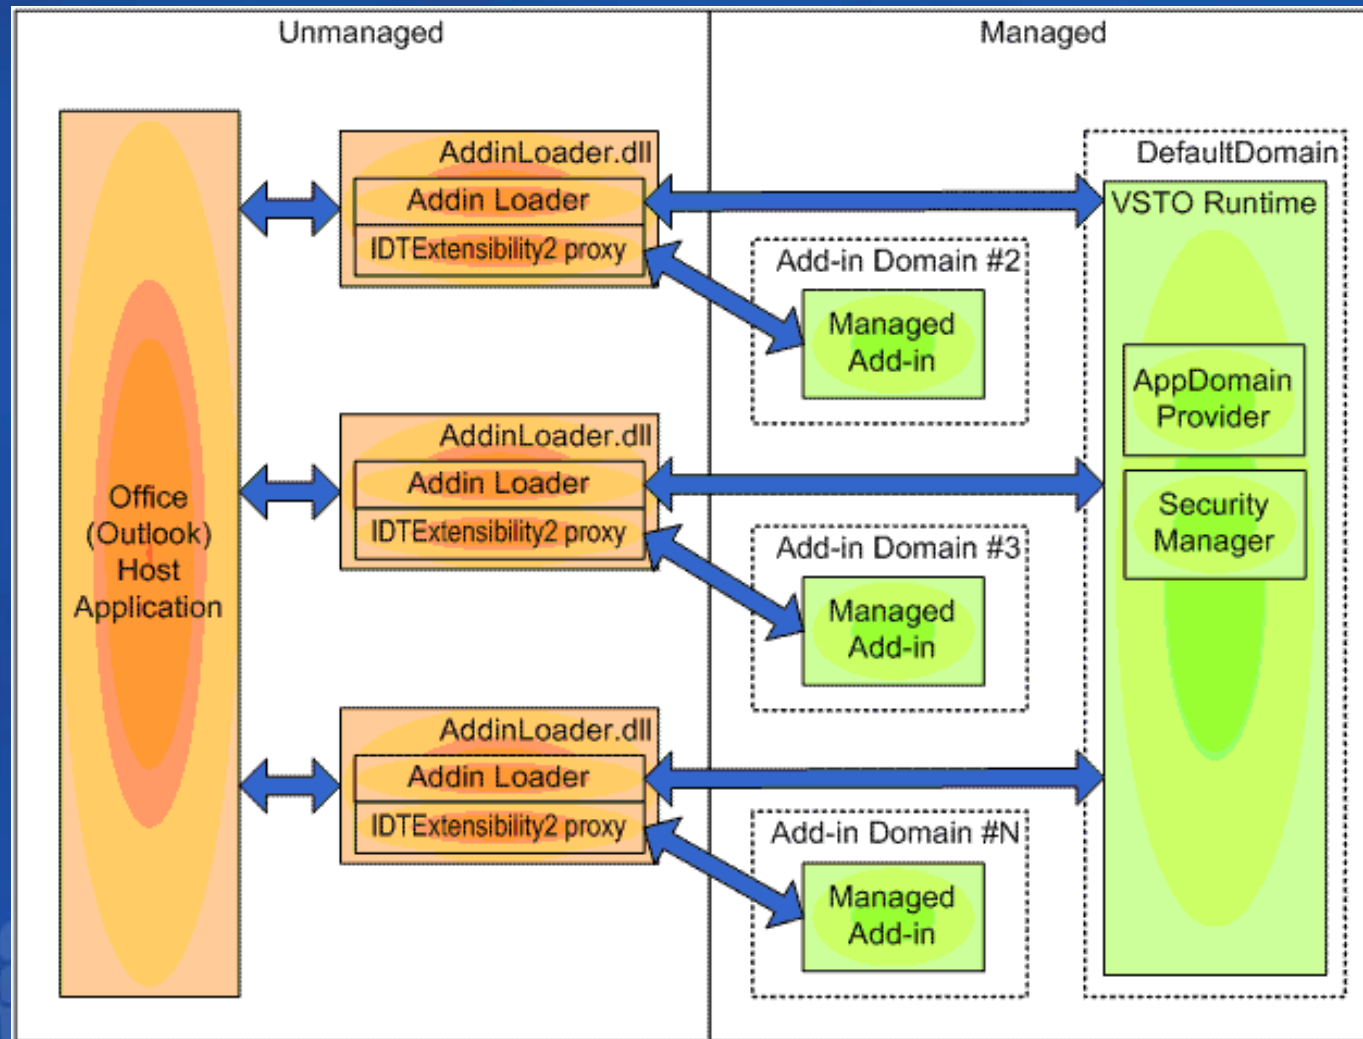 Unmanaged
Managed
Office
(Outlook)
Host
Application
AddinLoader.dll
Addin Loader
IDTExtensibility2 proxy
Add-in Domain #2
Managed
Add-in
AddinLoader.dll
Addin Loader
IDTExtensibility2 proxy
Add-in Domain #3
Managed
Add-in
AddinLoader.dll
Addin Loader
IDTExtensibility2 proxy
Add-in Domain #N
Managed
Add-in
DefaultDomain
VSTO Runtime
AppDomain
Provider
Security
Manager